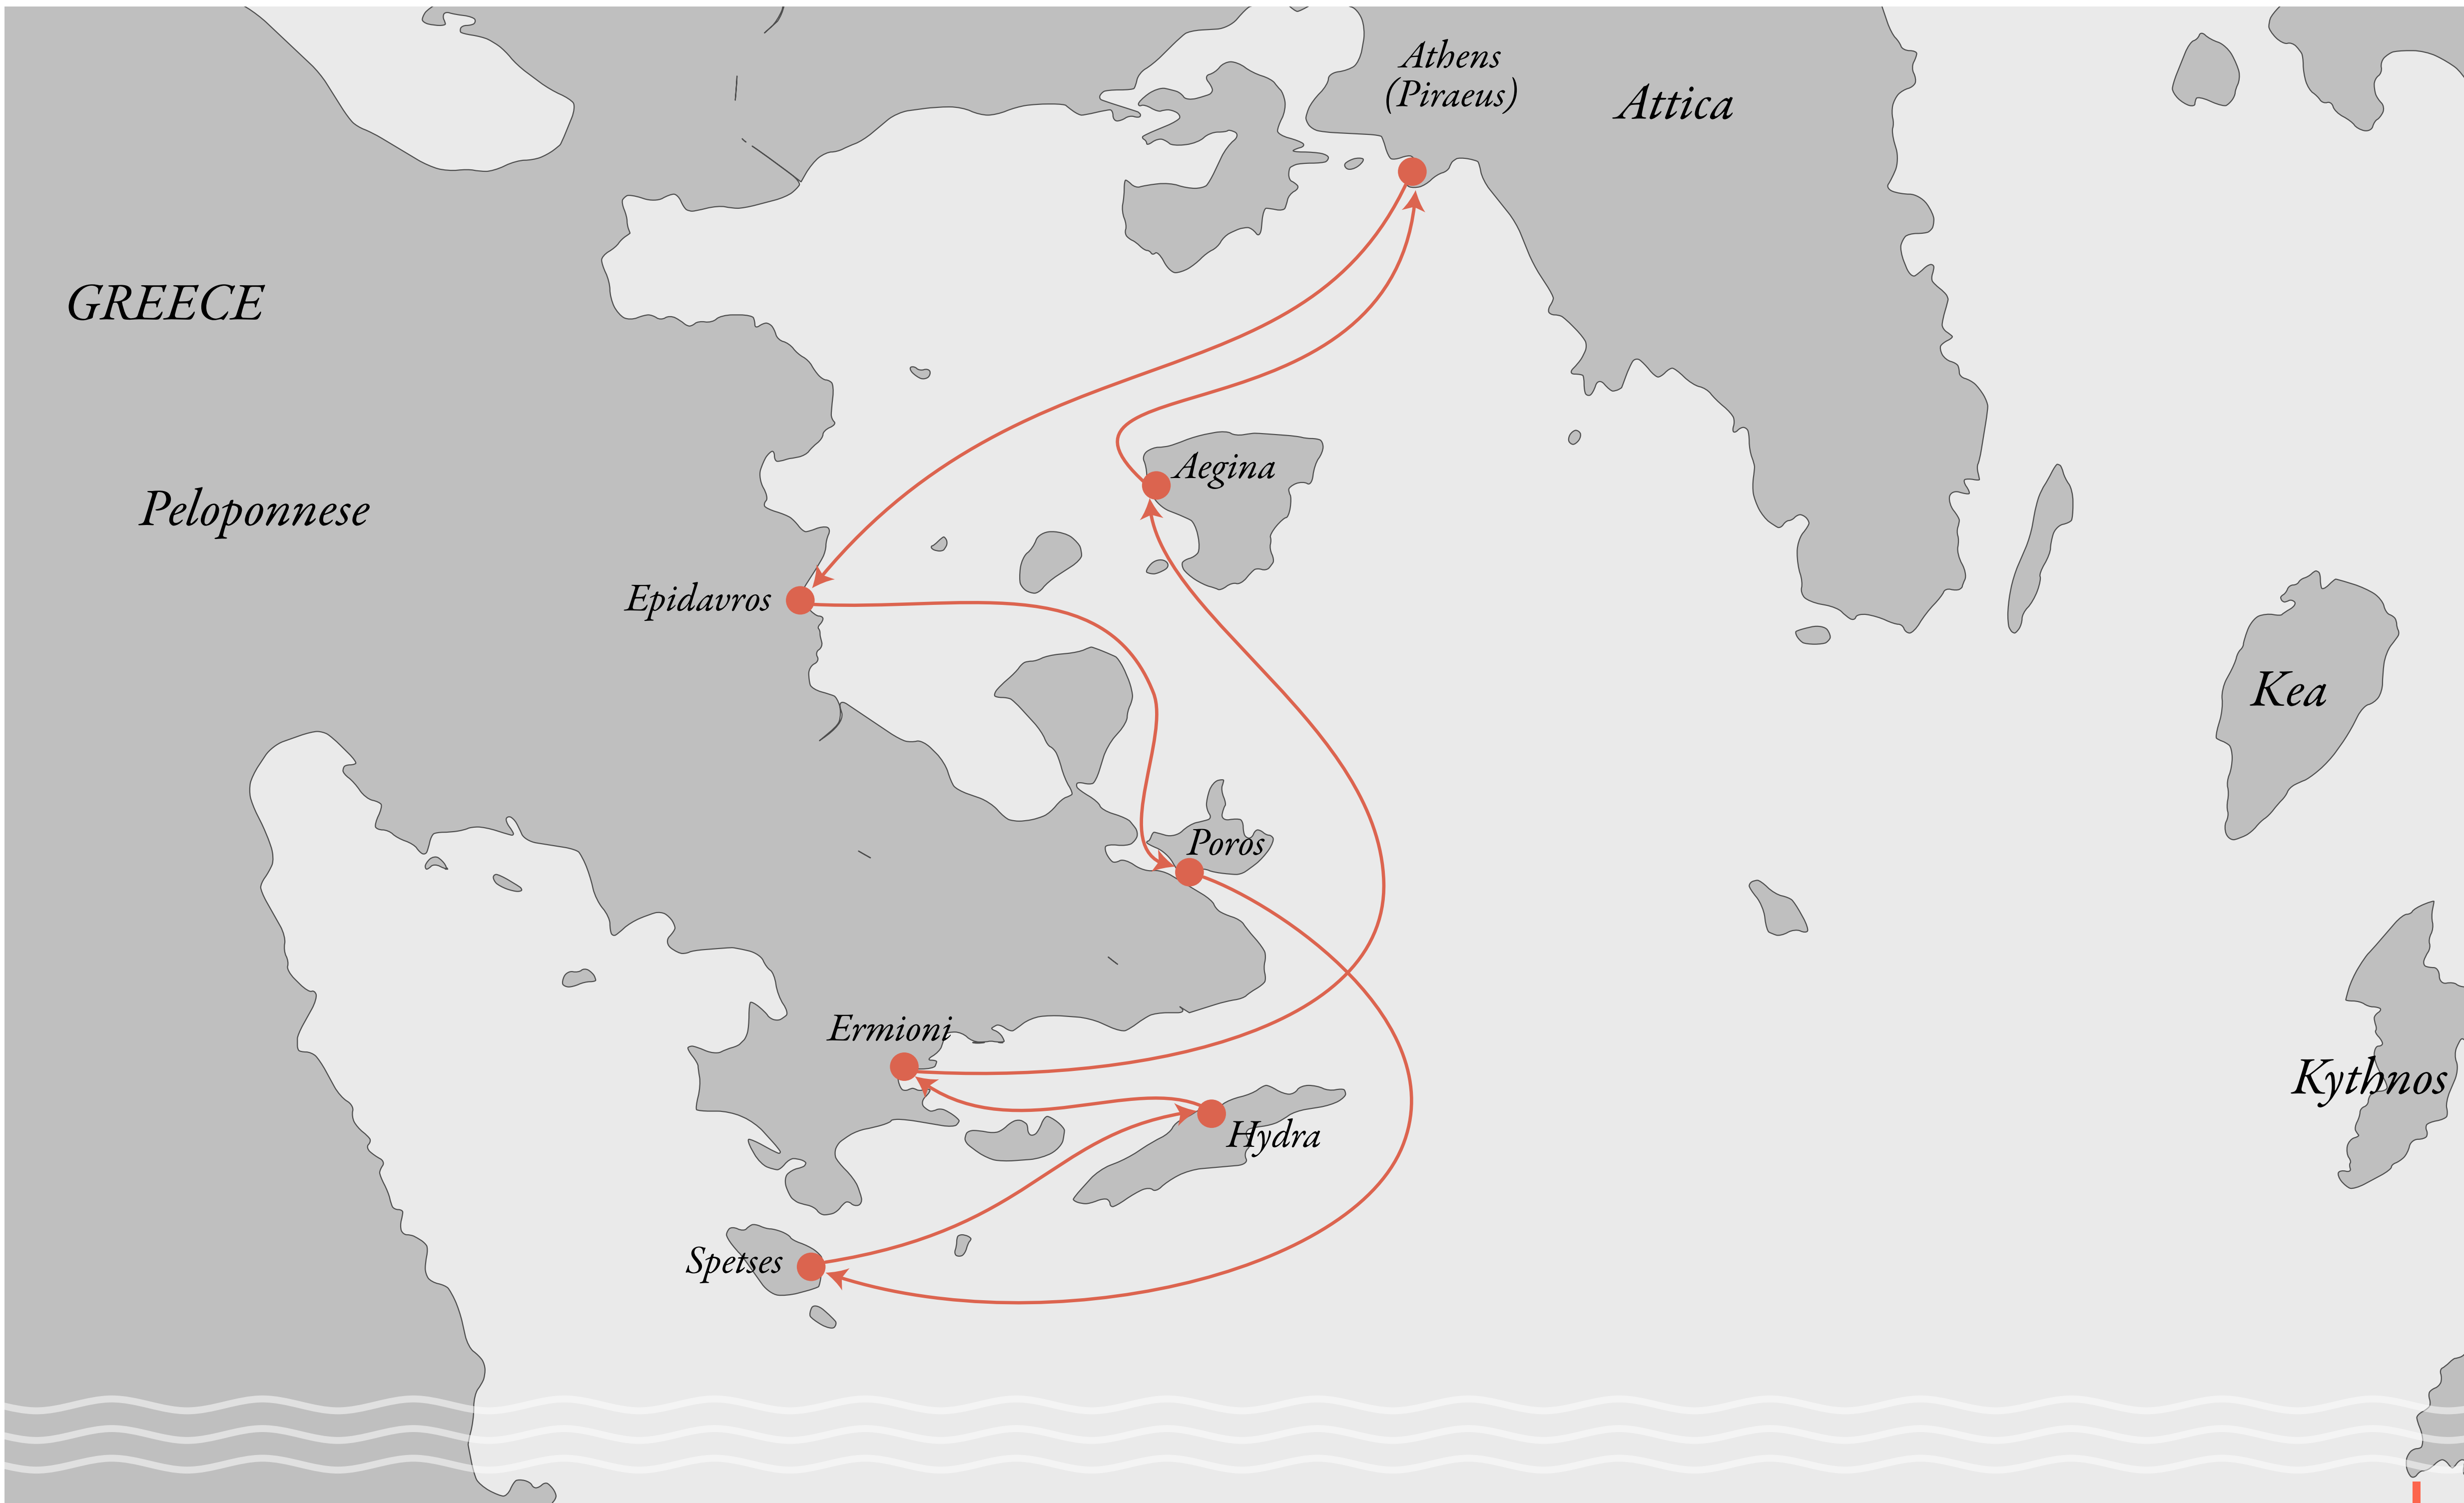 Athens
(Piraeus)
Attica
GREECE
Aegina
Peloponnese
Epidavros
Kea
Poros
Ermioni
Kythnos
Hydra
Spetses